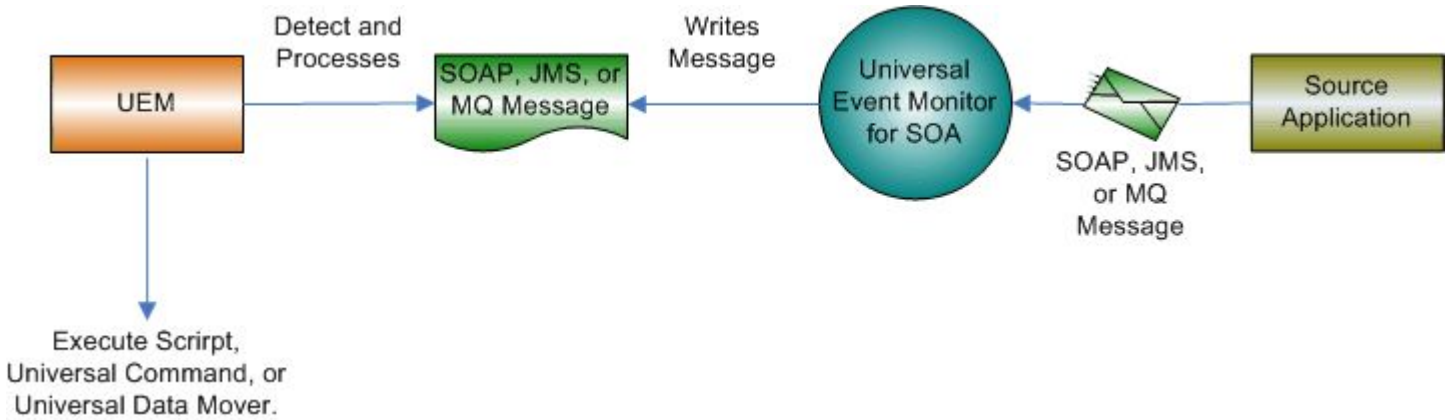 Detect and
Processes
Writes
Message
UEM
SOAP, JMS, or
MQ Message
Universal
Event Monitor
for SOA
Source
Application
SOAP, JMS,
or MQ
Message
Execute Scrirpt,
Universal Command, or
Universal Data Mover.